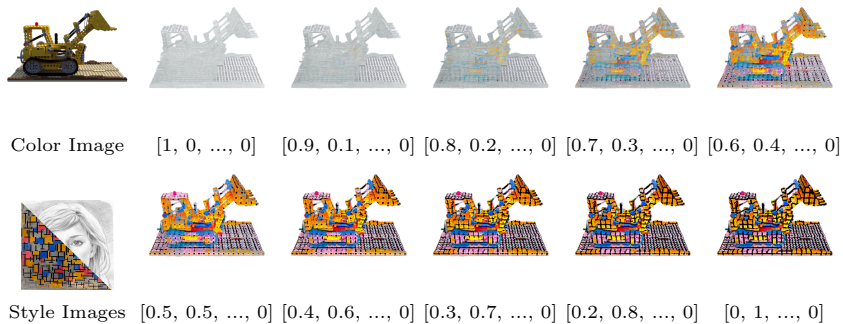 Color Image [1, 0, ..., 0] [0.9, 0.1, ..., 0] [0.8, 0.2, ..., 0] [0.7, 0.3, ..., 0] [0.6, 0.4, ..., 0]
Style Images [0.5, 0.5, ..., 0] [0.4, 0.6, ..., 0] [0.3, 0.7, ..., 0] [0.2, 0.8, ..., 0] [0, 1, ..., 0]